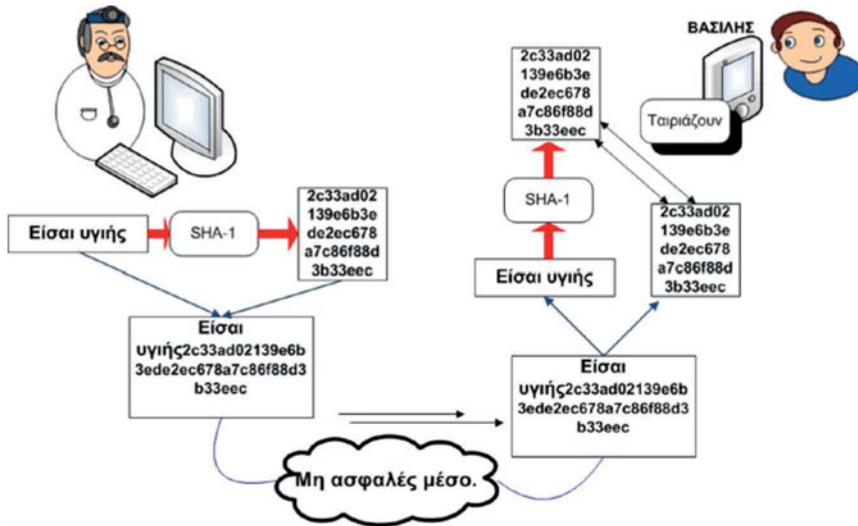 ΒΑΣΙΛΗΣ
2c33ad02
139e6b3e
de2ec678
a7c86f88d
3b33eec
Ταιριάζουν
Είσαι υγιής
SHA-1
2c33ad02
139e6b3e
de2ec678
a7c86f88d
3b33eec
SHA-1
2c33ad02
139e6b3e
de2ec678
a7c86f88d
3b33eec
Είσαι υγιής
Είσαι
υγιής2c33ad02139e6b
3ede2ec678a7c86f88d3
b33eec
Είσαι
υγιής2c33ad02139e6b
3ede2ec678a7c86f88d3
b33eec
Μη ασφαλές μέσο.